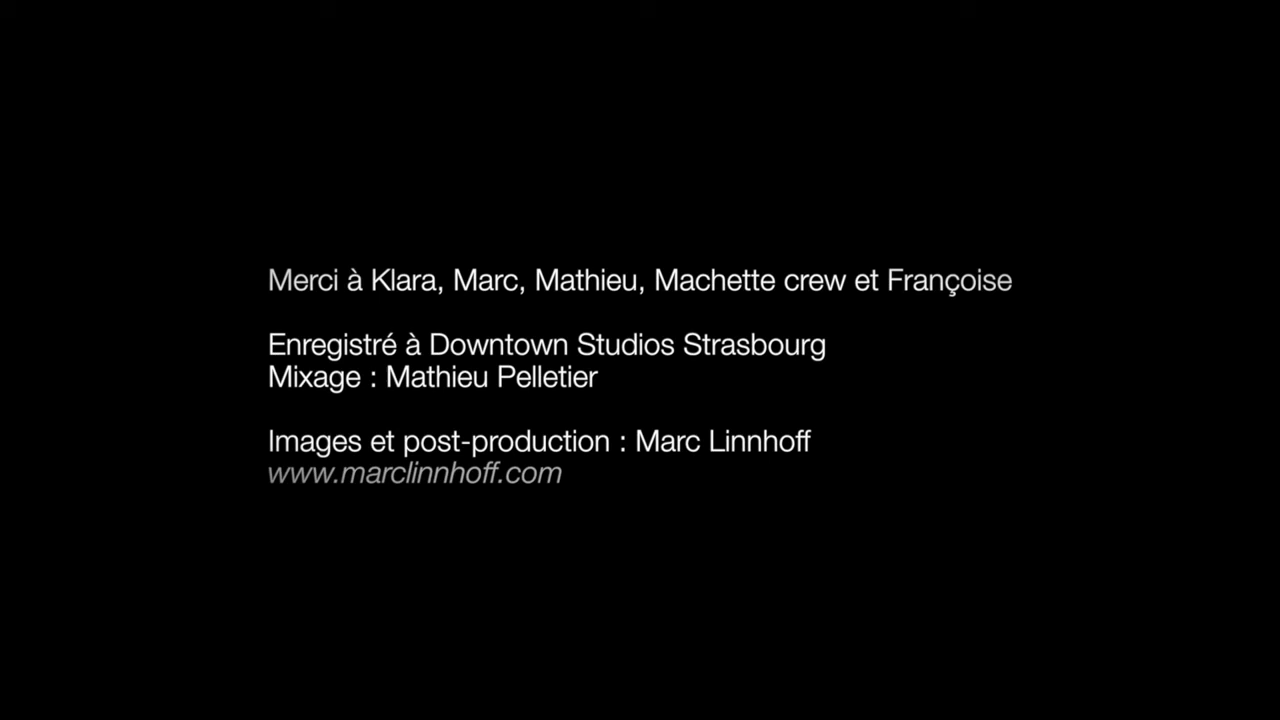 Merci à Klara, Marc, Mathieu, Machette crew et Françoise
Enregistré à Downtown Studios Strasbourg
Mixage : Mathieu Pelletier
Images et post-production : Marc Linnhoff
www.marclinnhoff.com